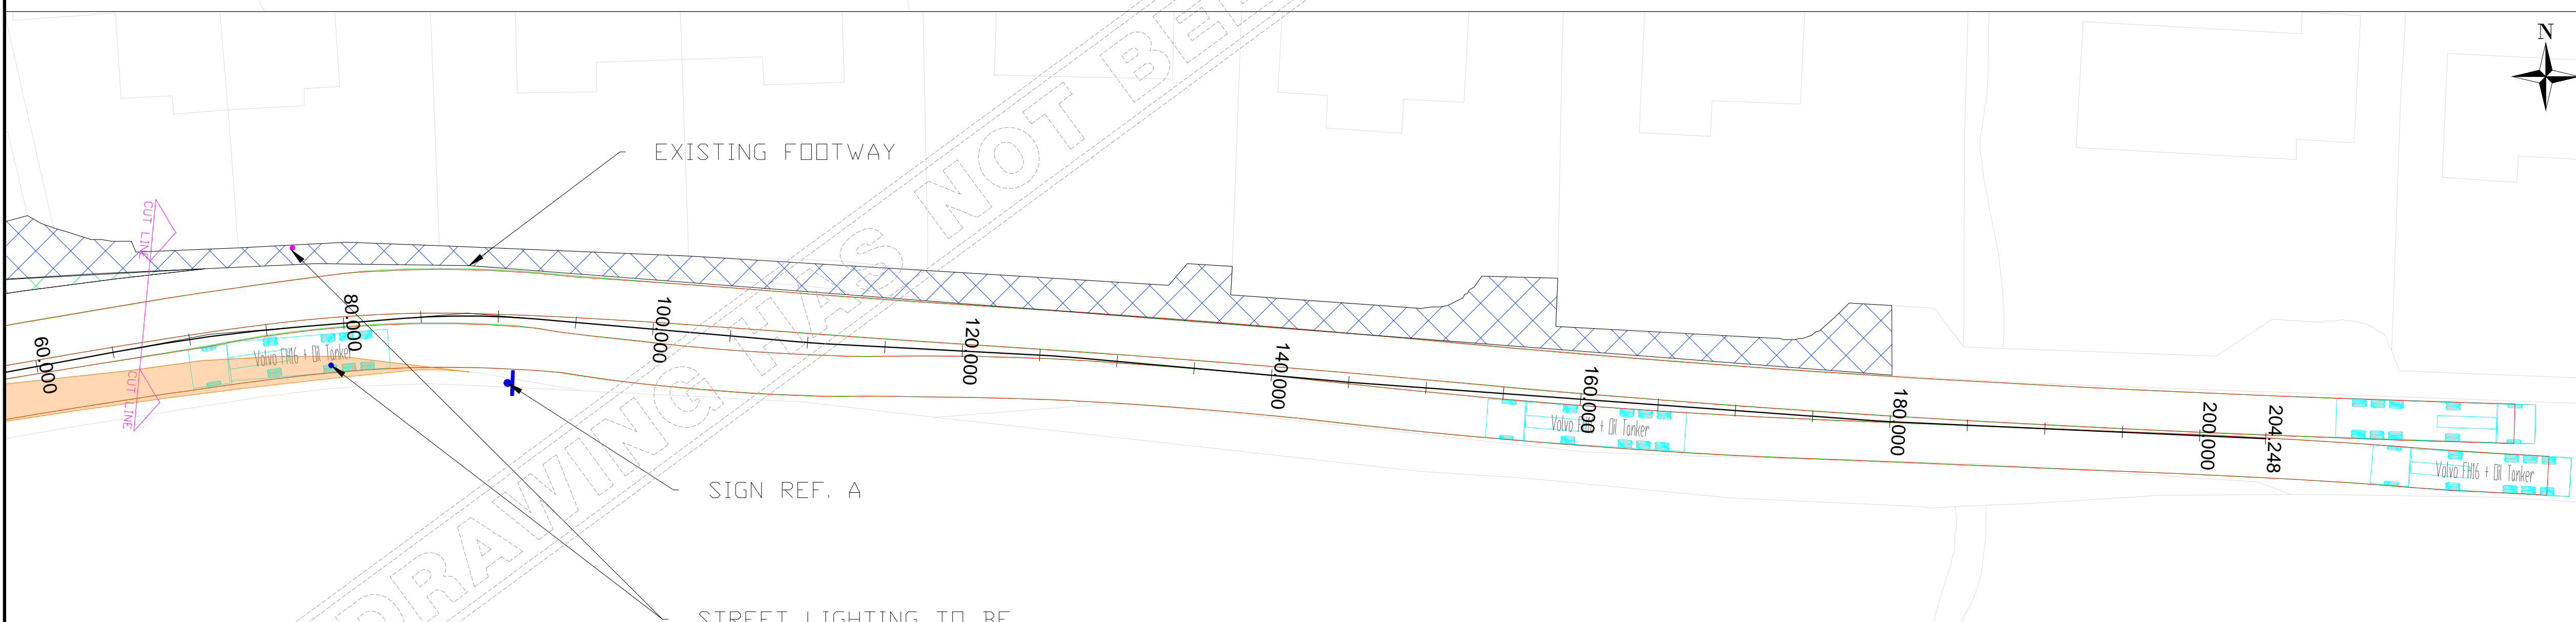 N
DRAWING HAS NOT BEE
EXISTING FOOTWAY
CUT LINE
CUT LINE
60.000
80.000
100.000
120.000
140.000
160.000
180.000
200.000
204.248
Volvo FH16 + Oil Tanker
Volvo FH16 + Oil Tanker
Volvo FH16 + Oil Tanker
SIGN REF. A
STREET LIGHTING TO BE